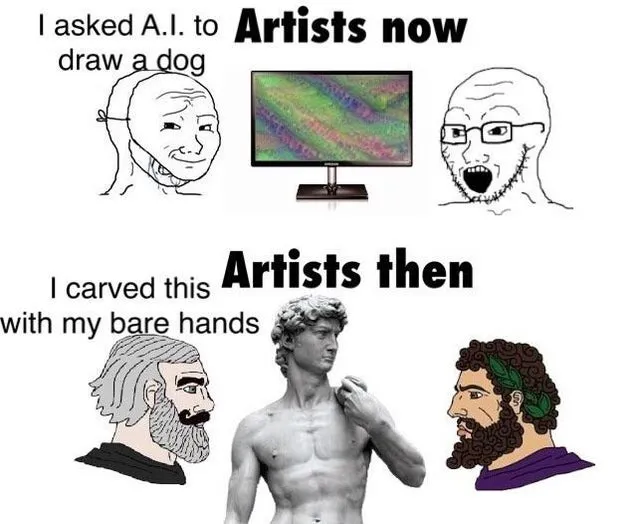 I asked A.I. to
draw a dog
Artists now
I carved this
with my bare hands
Artists then